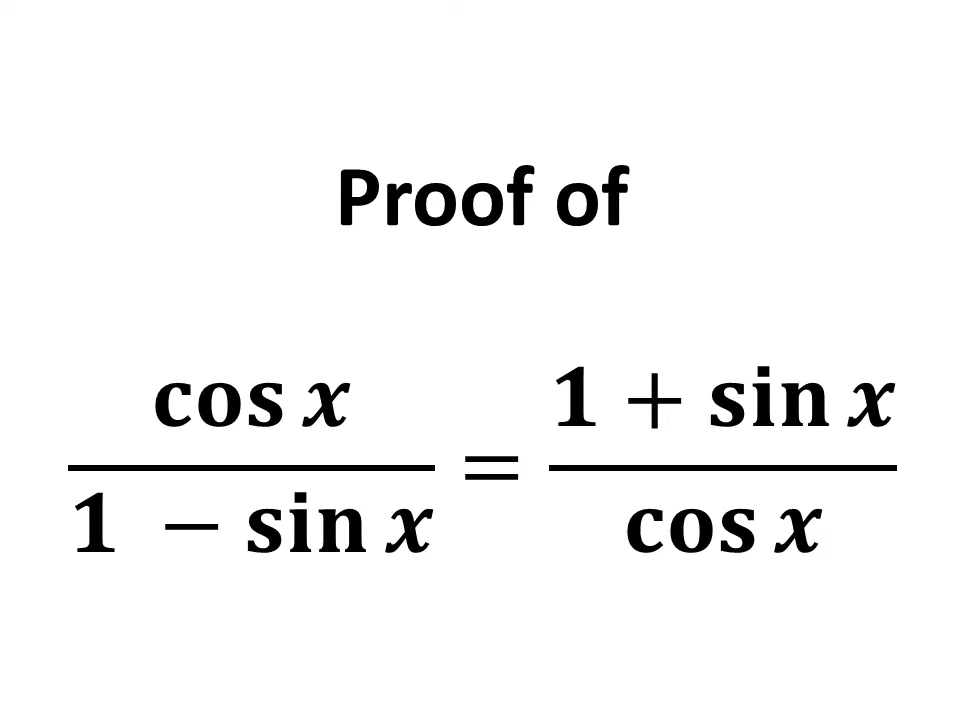 Proof of
cos x / 1 − sin x = 1 + sin x / cos x